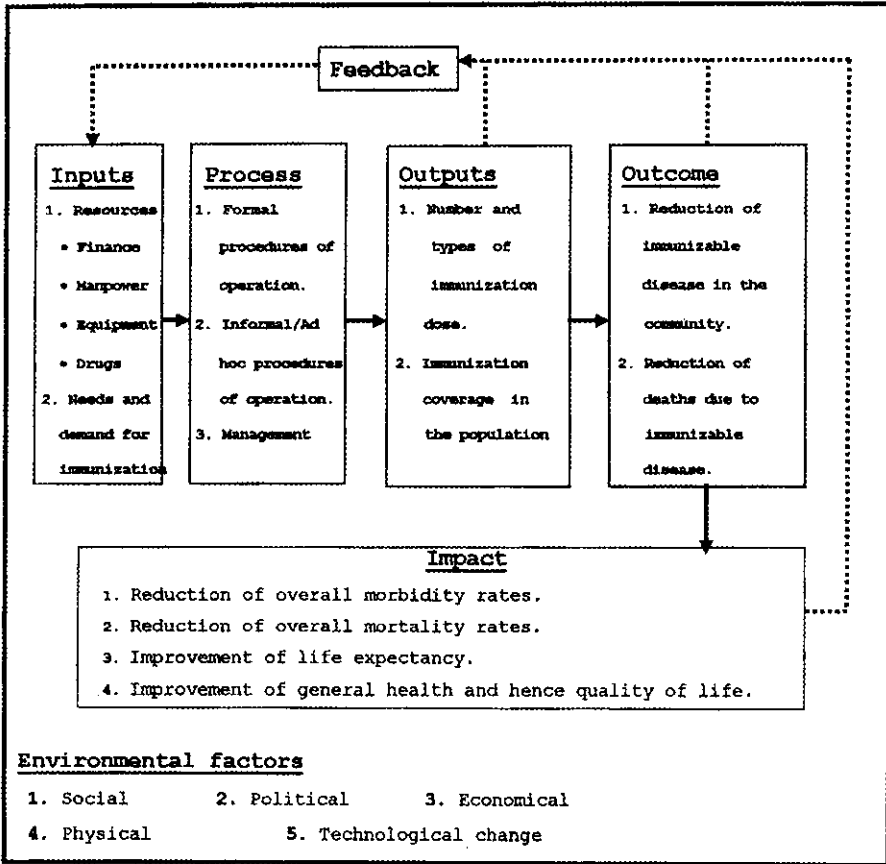 Feedback
Inputs
1. Resources
• Finance
• Manpower
• Equipment
• Drugs
2. Needs and
demand for
immunization
Process
1. Formal
procedures of
operation.
2. Informal/Ad
hoc procedures
of operation.
3. Management
Outputs
1. Number and
types of
immunization
dose.
2. Immunization
coverage in
the population
Outcome
1. Reduction of
immunizable
disease in the
community.
2. Reduction of
deaths due to
immunizable
disease.
Impact
1. Reduction of overall morbidity rates.
2. Reduction of overall mortality rates.
3. Improvement of life expectancy.
4. Improvement of general health and hence quality of life.
Environmental factors
1. Social 2. Political 3. Economical
4. Physical 5. Technological change